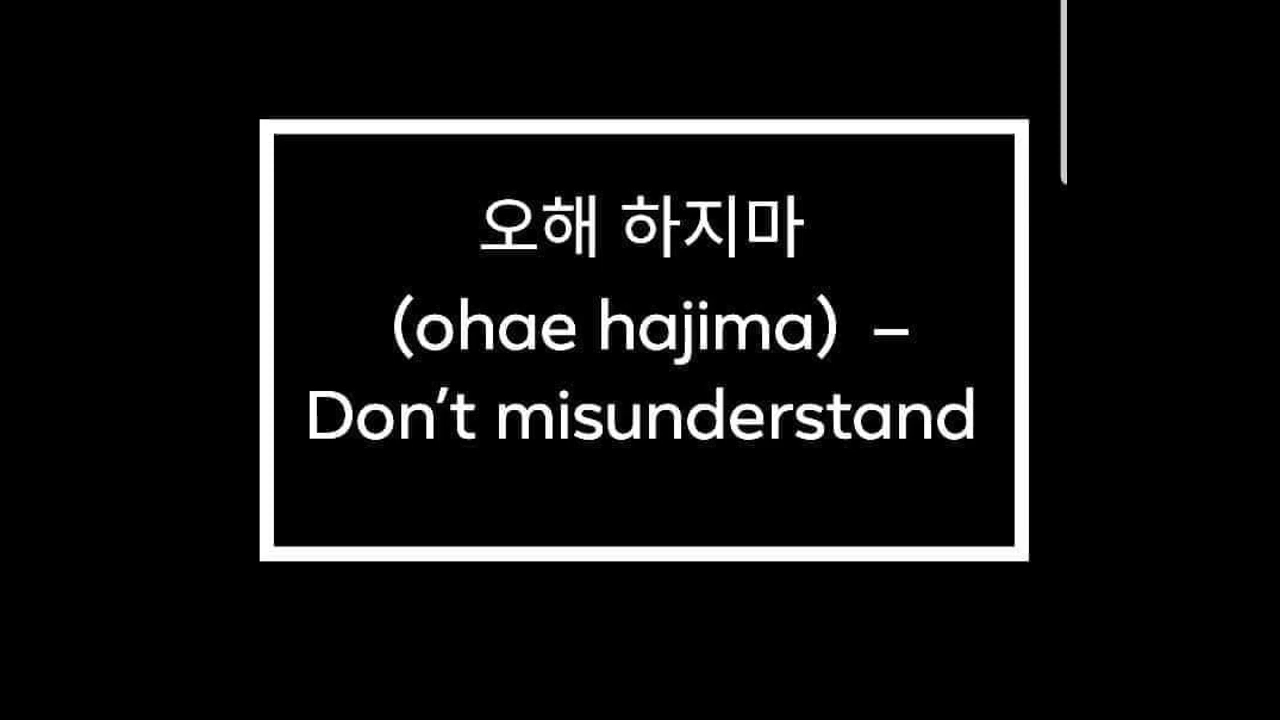 오해 하지마
(ohae hajima) –
Don’t misunderstand